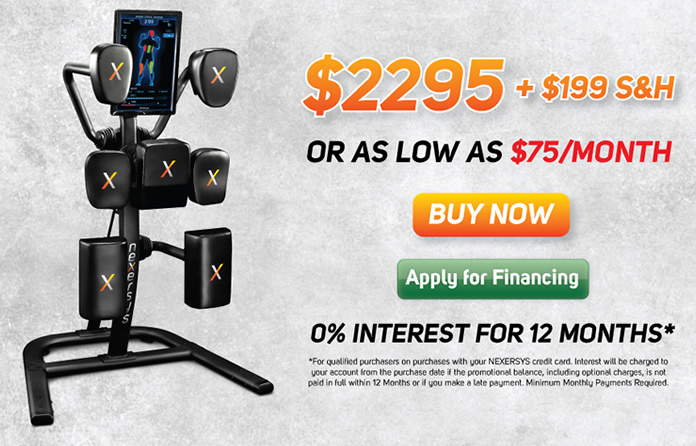 2:59
X
X
X
X
X
X
X
nexersys
$2295 + $199 S&H
OR AS LOW AS $75/MONTH
BUY NOW
Apply for Financing
0% INTEREST FOR 12 MONTHS*
*For qualified purchasers on purchases with your NEXERSYS credit card. Interest will be charged to
your account from the purchase date if the promotional balance, including optional charges, is not
paid in full within 12 Months or if you make a late payment. Minimum Monthly Payments Required.